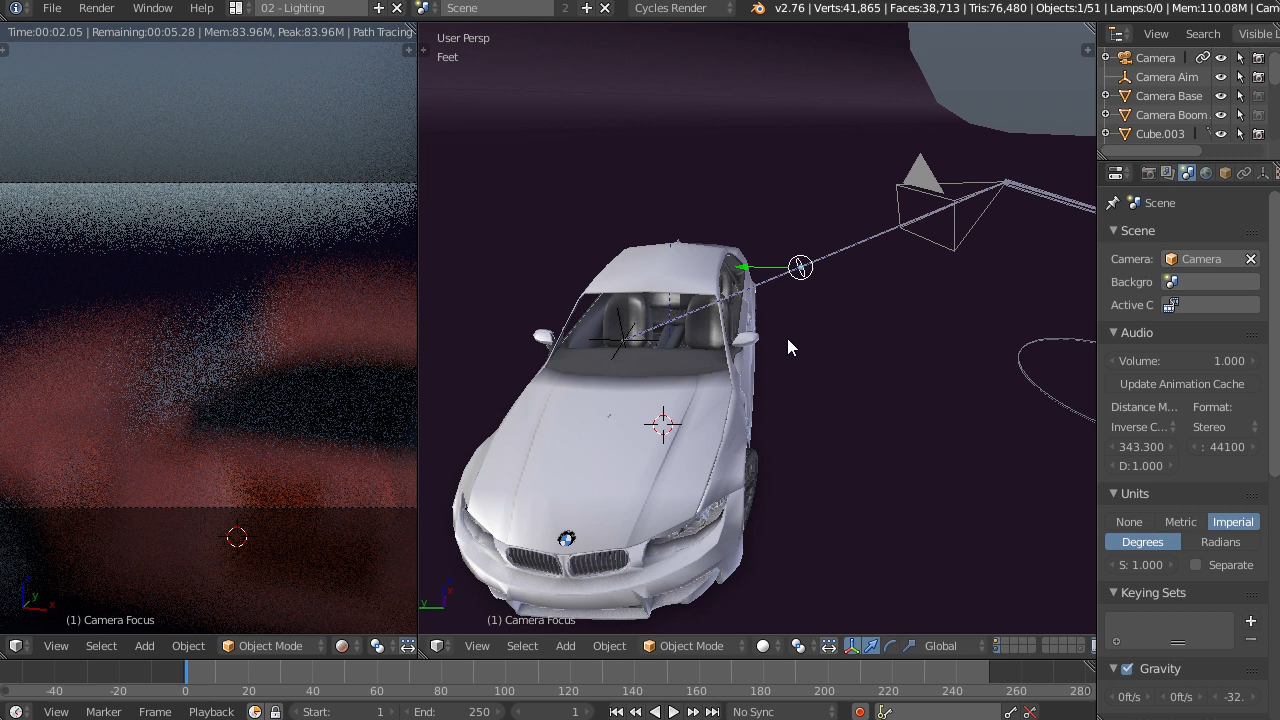 File Render Window Help 02 - Lighting Scene 2 Cycles Render v2.76 | Verts:41,865 | Faces:38,713 | Tris:76,480 | Objects:1/51 | Lamps:0/0 | Mem:110.08M | Cam
Time:00:02.05 | Remaining:00:05.28 | Mem:83.96M, Peak:83.96M | Path Tracing
User Persp
Feet
View Search Visible L
Camera
Camera Aim
Camera Base
Camera Boom
Cube.003
Scene
Scene
Camera: Camera
Backgro
Active C
Audio
Volume: 1.000
Update Animation Cache
Distance M... Format:
Inverse C... Stereo
343.300 : 44100
D:1.000
Units
None Metric Imperial
Degrees Radians
S: 1.000 Separate
Keying Sets
Gravity
0ft/s 0ft/s -32.
y x
(1) Camera Focus
y x
(1) Camera Focus
View Select Add Object Object Mode
View Select Add Object Object Mode Global
-40 -20 0 20 40 60 80 100 120 140 160 180 200 220 240 260 280
View Marker Frame Playback Start: 1 End: 250 1 No Sync